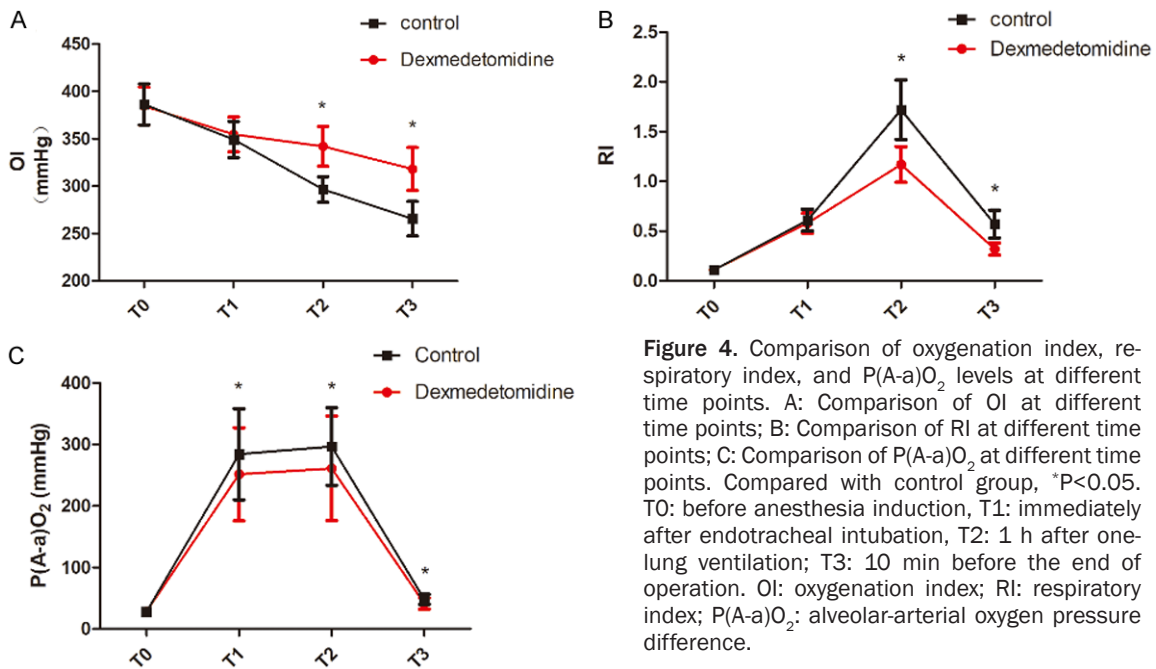 A
control
Dexmedetomidine
450
400
350
300
250
200
OI
（mmHg）
*
*
T0
T1
T2
T3
B
control
Dexmedetomidine
2.5
2.0
1.5
1.0
0.5
0.0
RI
*
*
T0
T1
T2
T3
C
Control
Dexmedetomidine
400
300
200
100
0
P(A-a)O₂ (mmHg)
*
*
*
T0
T1
T2
T3
Figure 4. Comparison of oxygenation index, re-
spiratory index, and P(A-a)O₂ levels at different
time points. A: Comparison of OI at different
time points; B: Comparison of RI at different time
points; C: Comparison of P(A-a)O₂ at different time
points. Compared with control group, *P<0.05.
T0: before anesthesia induction, T1: immediately
after endotracheal intubation, T2: 1 h after one-
lung ventilation; T3: 10 min before the end of
operation. OI: oxygenation index; RI: respiratory
index; P(A-a)O₂: alveolar-arterial oxygen pressure
difference.